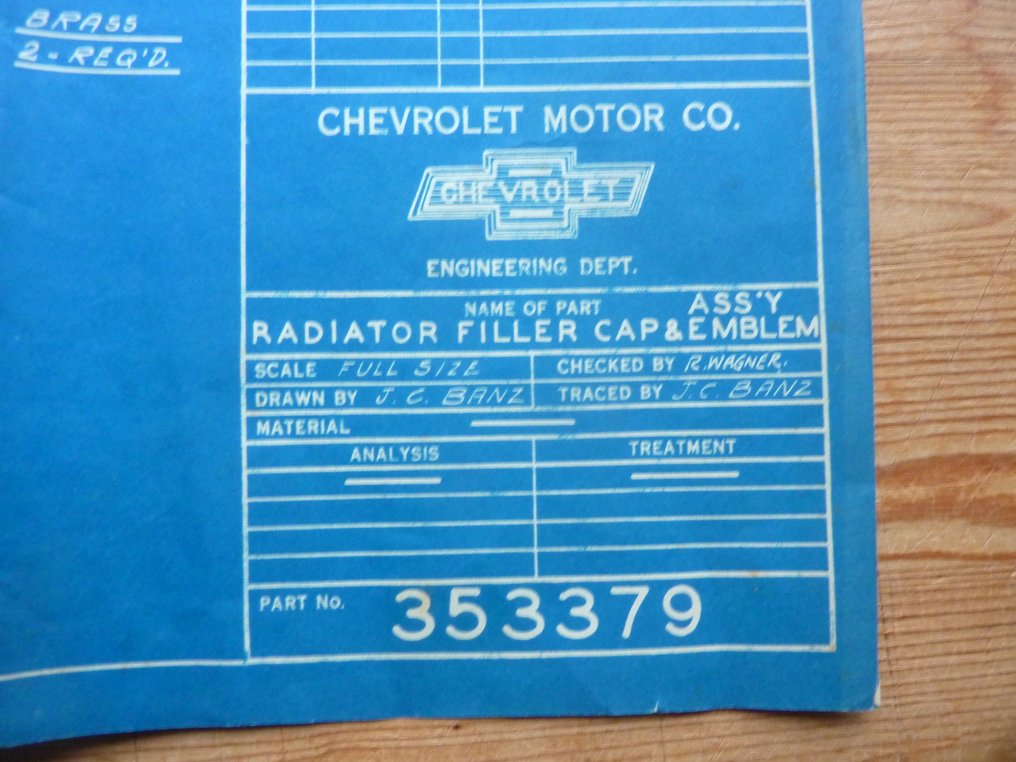 BRASS
2-REQ'D.
CHEVROLET MOTOR CO.
CHEVROLET
ENGINEERING DEPT.
NAME OF PART ASS'Y
RADIATOR FILLER CAP & EMBLEM
SCALE FULL SIZE CHECKED BY R.WAGNER.
DRAWN BY J. C. BANZ TRACED BY J.C. BANZ
MATERIAL
ANALYSIS TREATMENT
PART NO. 353379